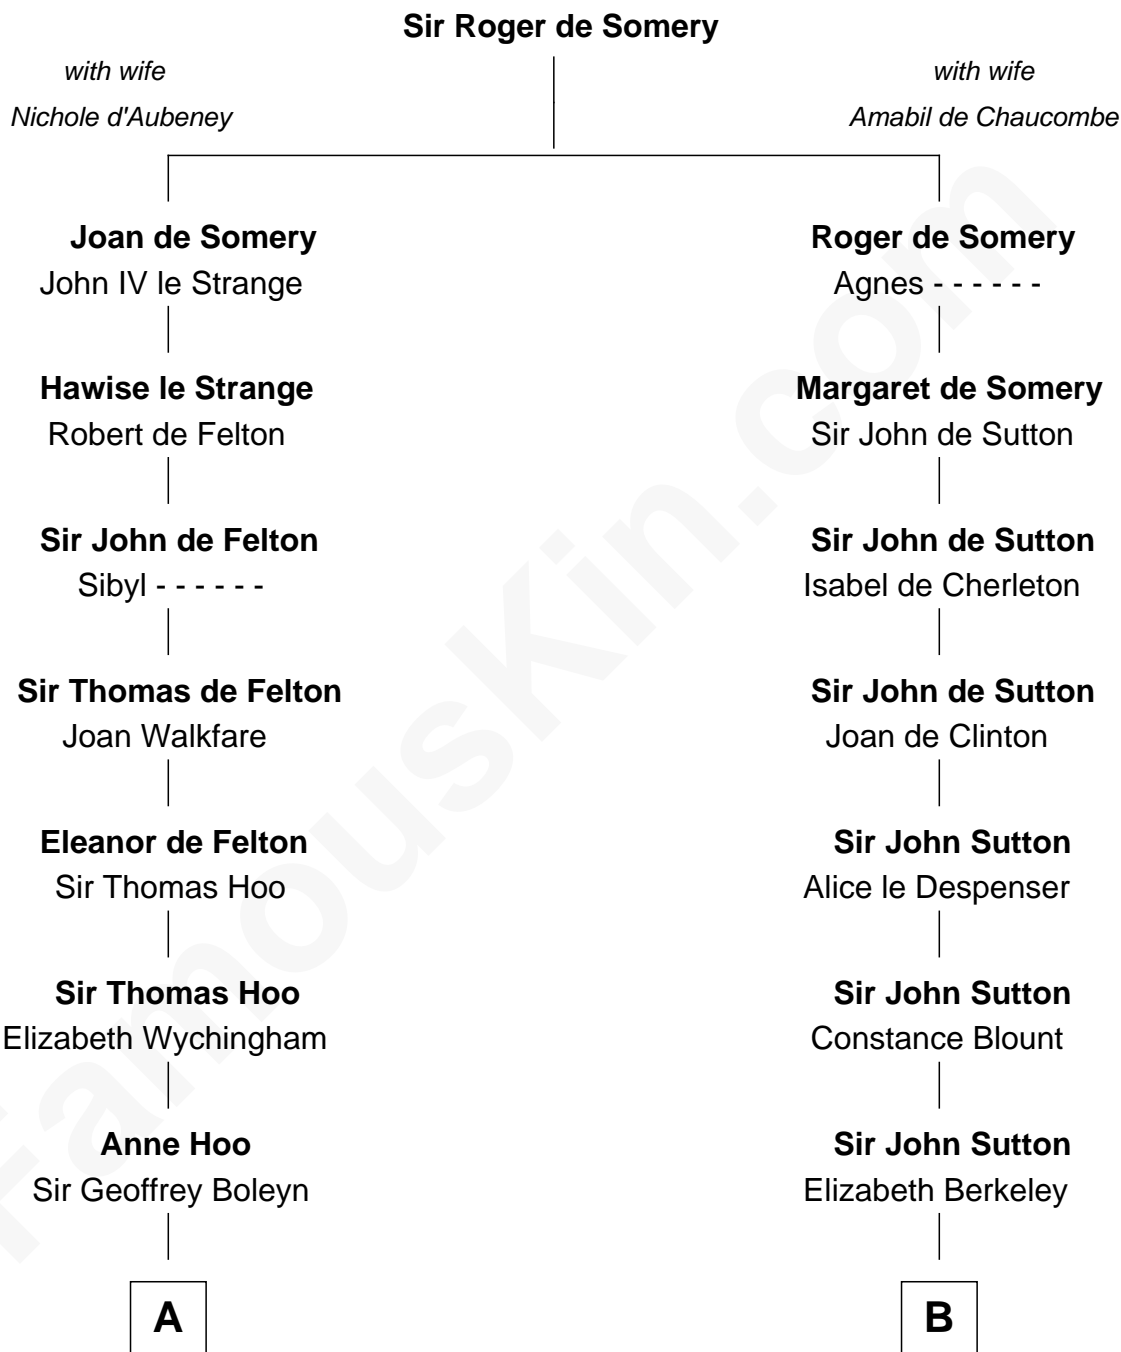 Sir Roger de Somery
with wife
Nichole d'Aubeney
with wife
Amabil de Chaucombe
Joan de Somery
John IV le Strange
Roger de Somery
Agnes - - - - - -
Hawise le Strange
Robert de Felton
Margaret de Somery
Sir John de Sutton
Sir John de Felton
Sibyl - - - - - -
Sir John de Sutton
Isabel de Cherleton
Sir Thomas de Felton
Joan Walkfare
Sir John de Sutton
Joan de Clinton
Eleanor de Felton
Sir Thomas Hoo
Sir John Sutton
Alice le Despenser
Sir Thomas Hoo
Elizabeth Wychingham
Sir John Sutton
Constance Blount
Anne Hoo
Sir Geoffrey Boleyn
Sir John Sutton
Elizabeth Berkeley
A
B
FamousKin.com